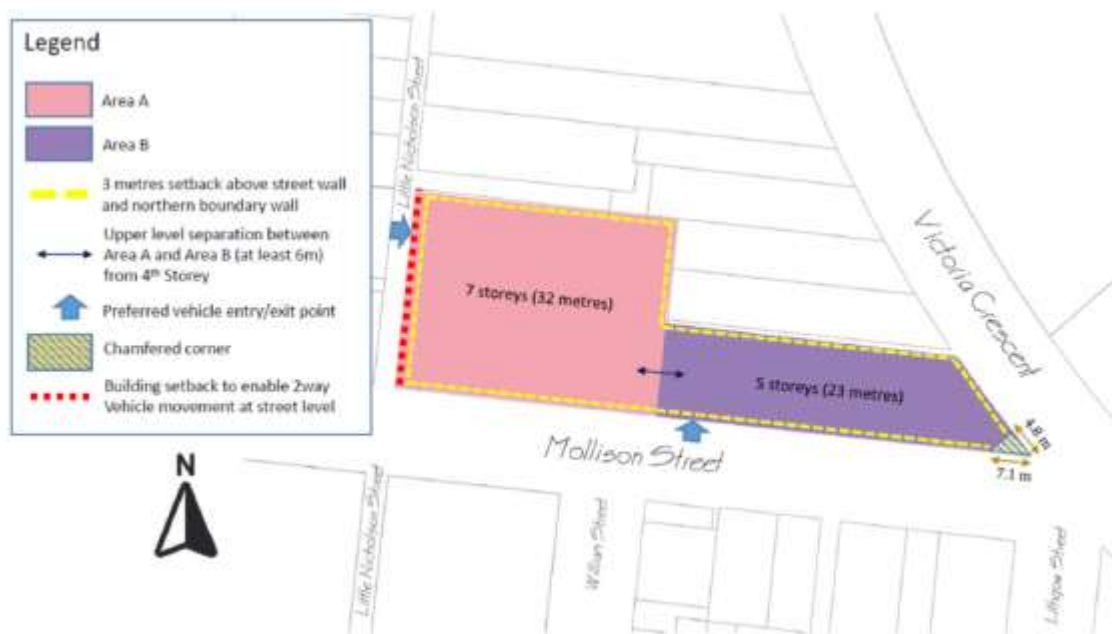 Legend
Area A
Area B
3 metres setback above street wall
and northern boundary wall
Upper level separation between
Area A and Area B (at least 6m)
from 4th Storey
Preferred vehicle entry/exit point
Chamfered corner
Building setback to enable 2way
Vehicle movement at street level
N
Little Nicholson Street
7 storeys (32 metres)
5 storeys (23 metres)
Victoria Crescent
4.8 m
7.1 m
Mollison Street
Little Nicholson Street
William Street
Lithgow Street